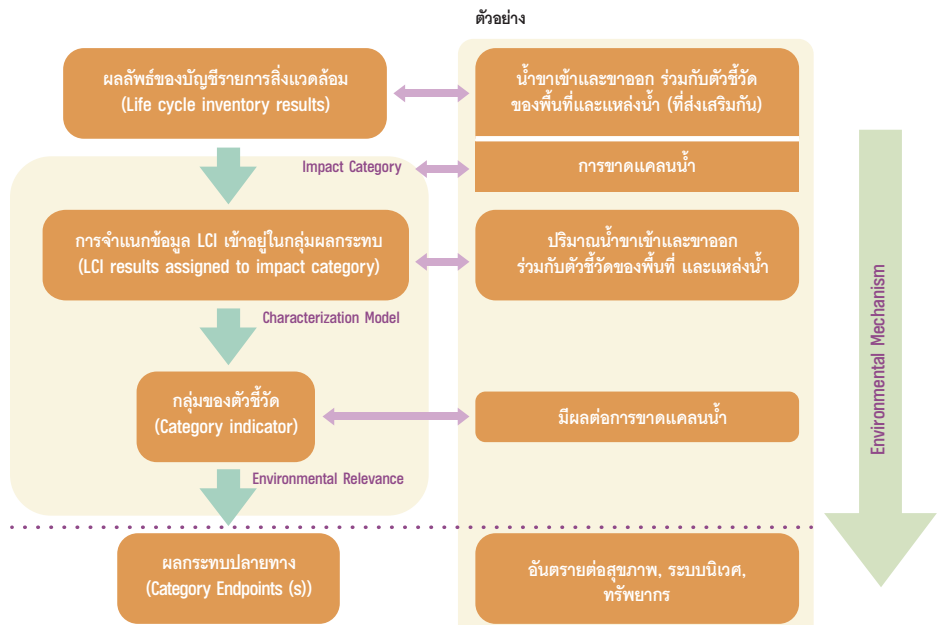 ตัวอย่าง
ผลลัพธ์ของบัญชีรายการสิ่งแวดล้อม
(Life cycle inventory results)
น้ำขาเข้าและขาออก ร่วมกับตัวชี้วัด
ของพื้นที่และแหล่งน้ำ (ที่ส่งเสริมกัน)
Impact Category
การขาดแคลนน้ำ
การจำแนกข้อมูล LCI เข้าอยู่ในกลุ่มผลกระทบ
(LCI results assigned to impact category)
ปริมาณน้ำขาเข้าและขาออก
ร่วมกับตัวชี้วัดของพื้นที่ และแหล่งน้ำ
Characterization Model
กลุ่มของตัวชี้วัด
(Category indicator)
มีผลต่อการขาดแคลนน้ำ
Environmental Relevance
ผลกระทบปลายทาง
(Category Endpoints (s))
อันตรายต่อสุขภาพ, ระบบนิเวศ,
ทรัพยากร
Environmental Mechanism